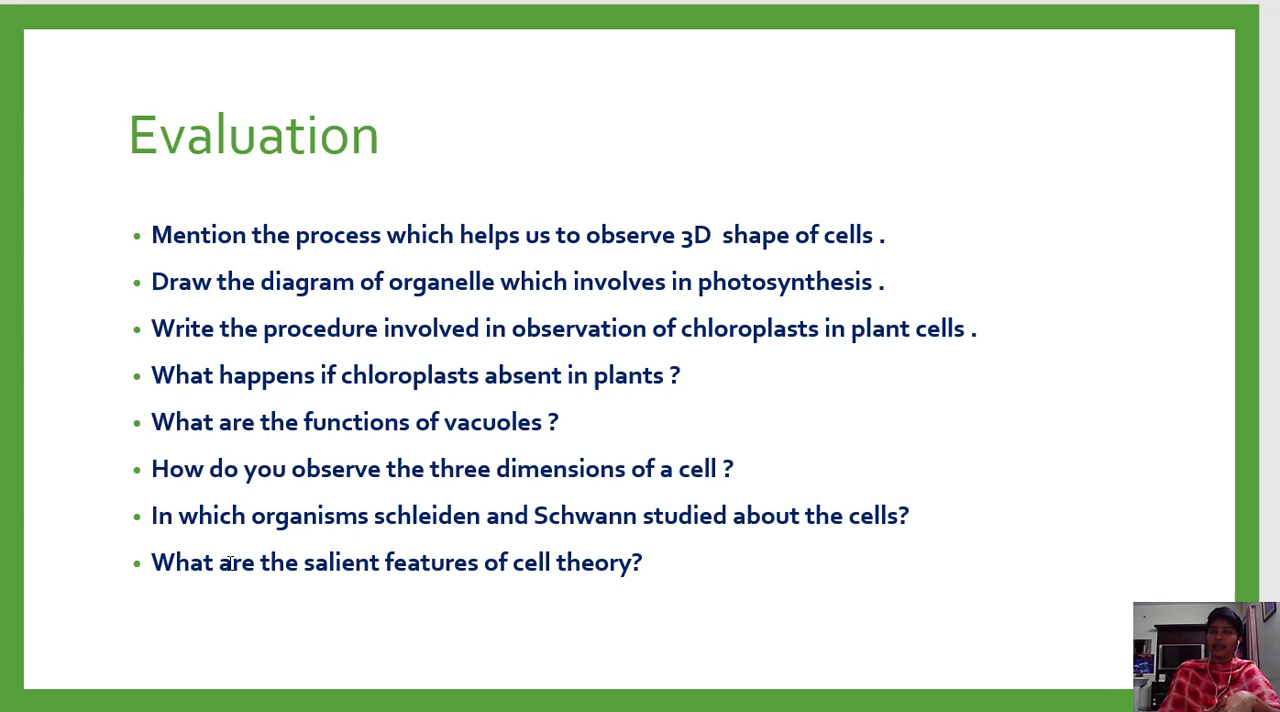 Evaluation
• Mention the process which helps us to observe 3D  shape of cells .
• Draw the diagram of organelle which involves in photosynthesis .
• Write the procedure involved in observation of chloroplasts in plant cells .
• What happens if chloroplasts absent in plants ?
• What are the functions of vacuoles ?
• How do you observe the three dimensions of a cell ?
• In which organisms schleiden and Schwann studied about the cells?
• What are the salient features of cell theory?